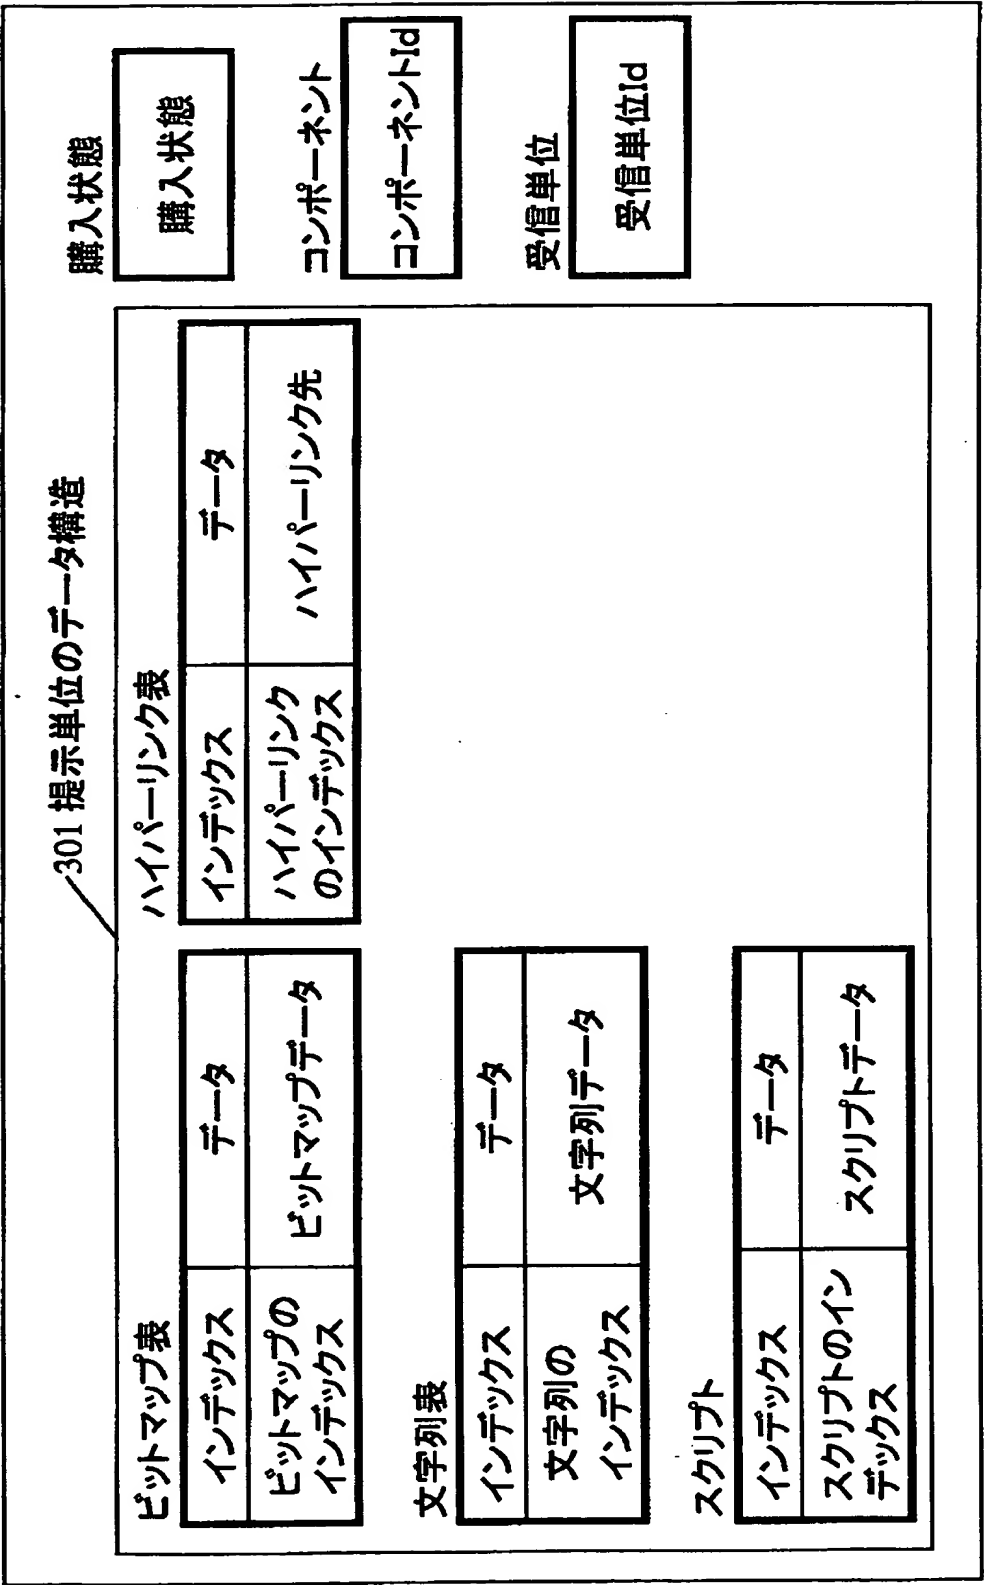 301 提示単位のデータ構造
ビットマップ表
インデックス
データ
ビットマップの
インデックス
ビットマップデータ
ハイパーリンク表
インデックス
データ
ハイパーリンク
のインデックス
ハイパーリンク先
文字列表
インデックス
データ
文字列の
インデックス
文字列データ
スクリプト
インデックス
データ
スクリプトのイン
デックス
スクリプトデータ
購入状態
購入状態
コンポーネント
コンポーネントId
受信単位
受信単位Id